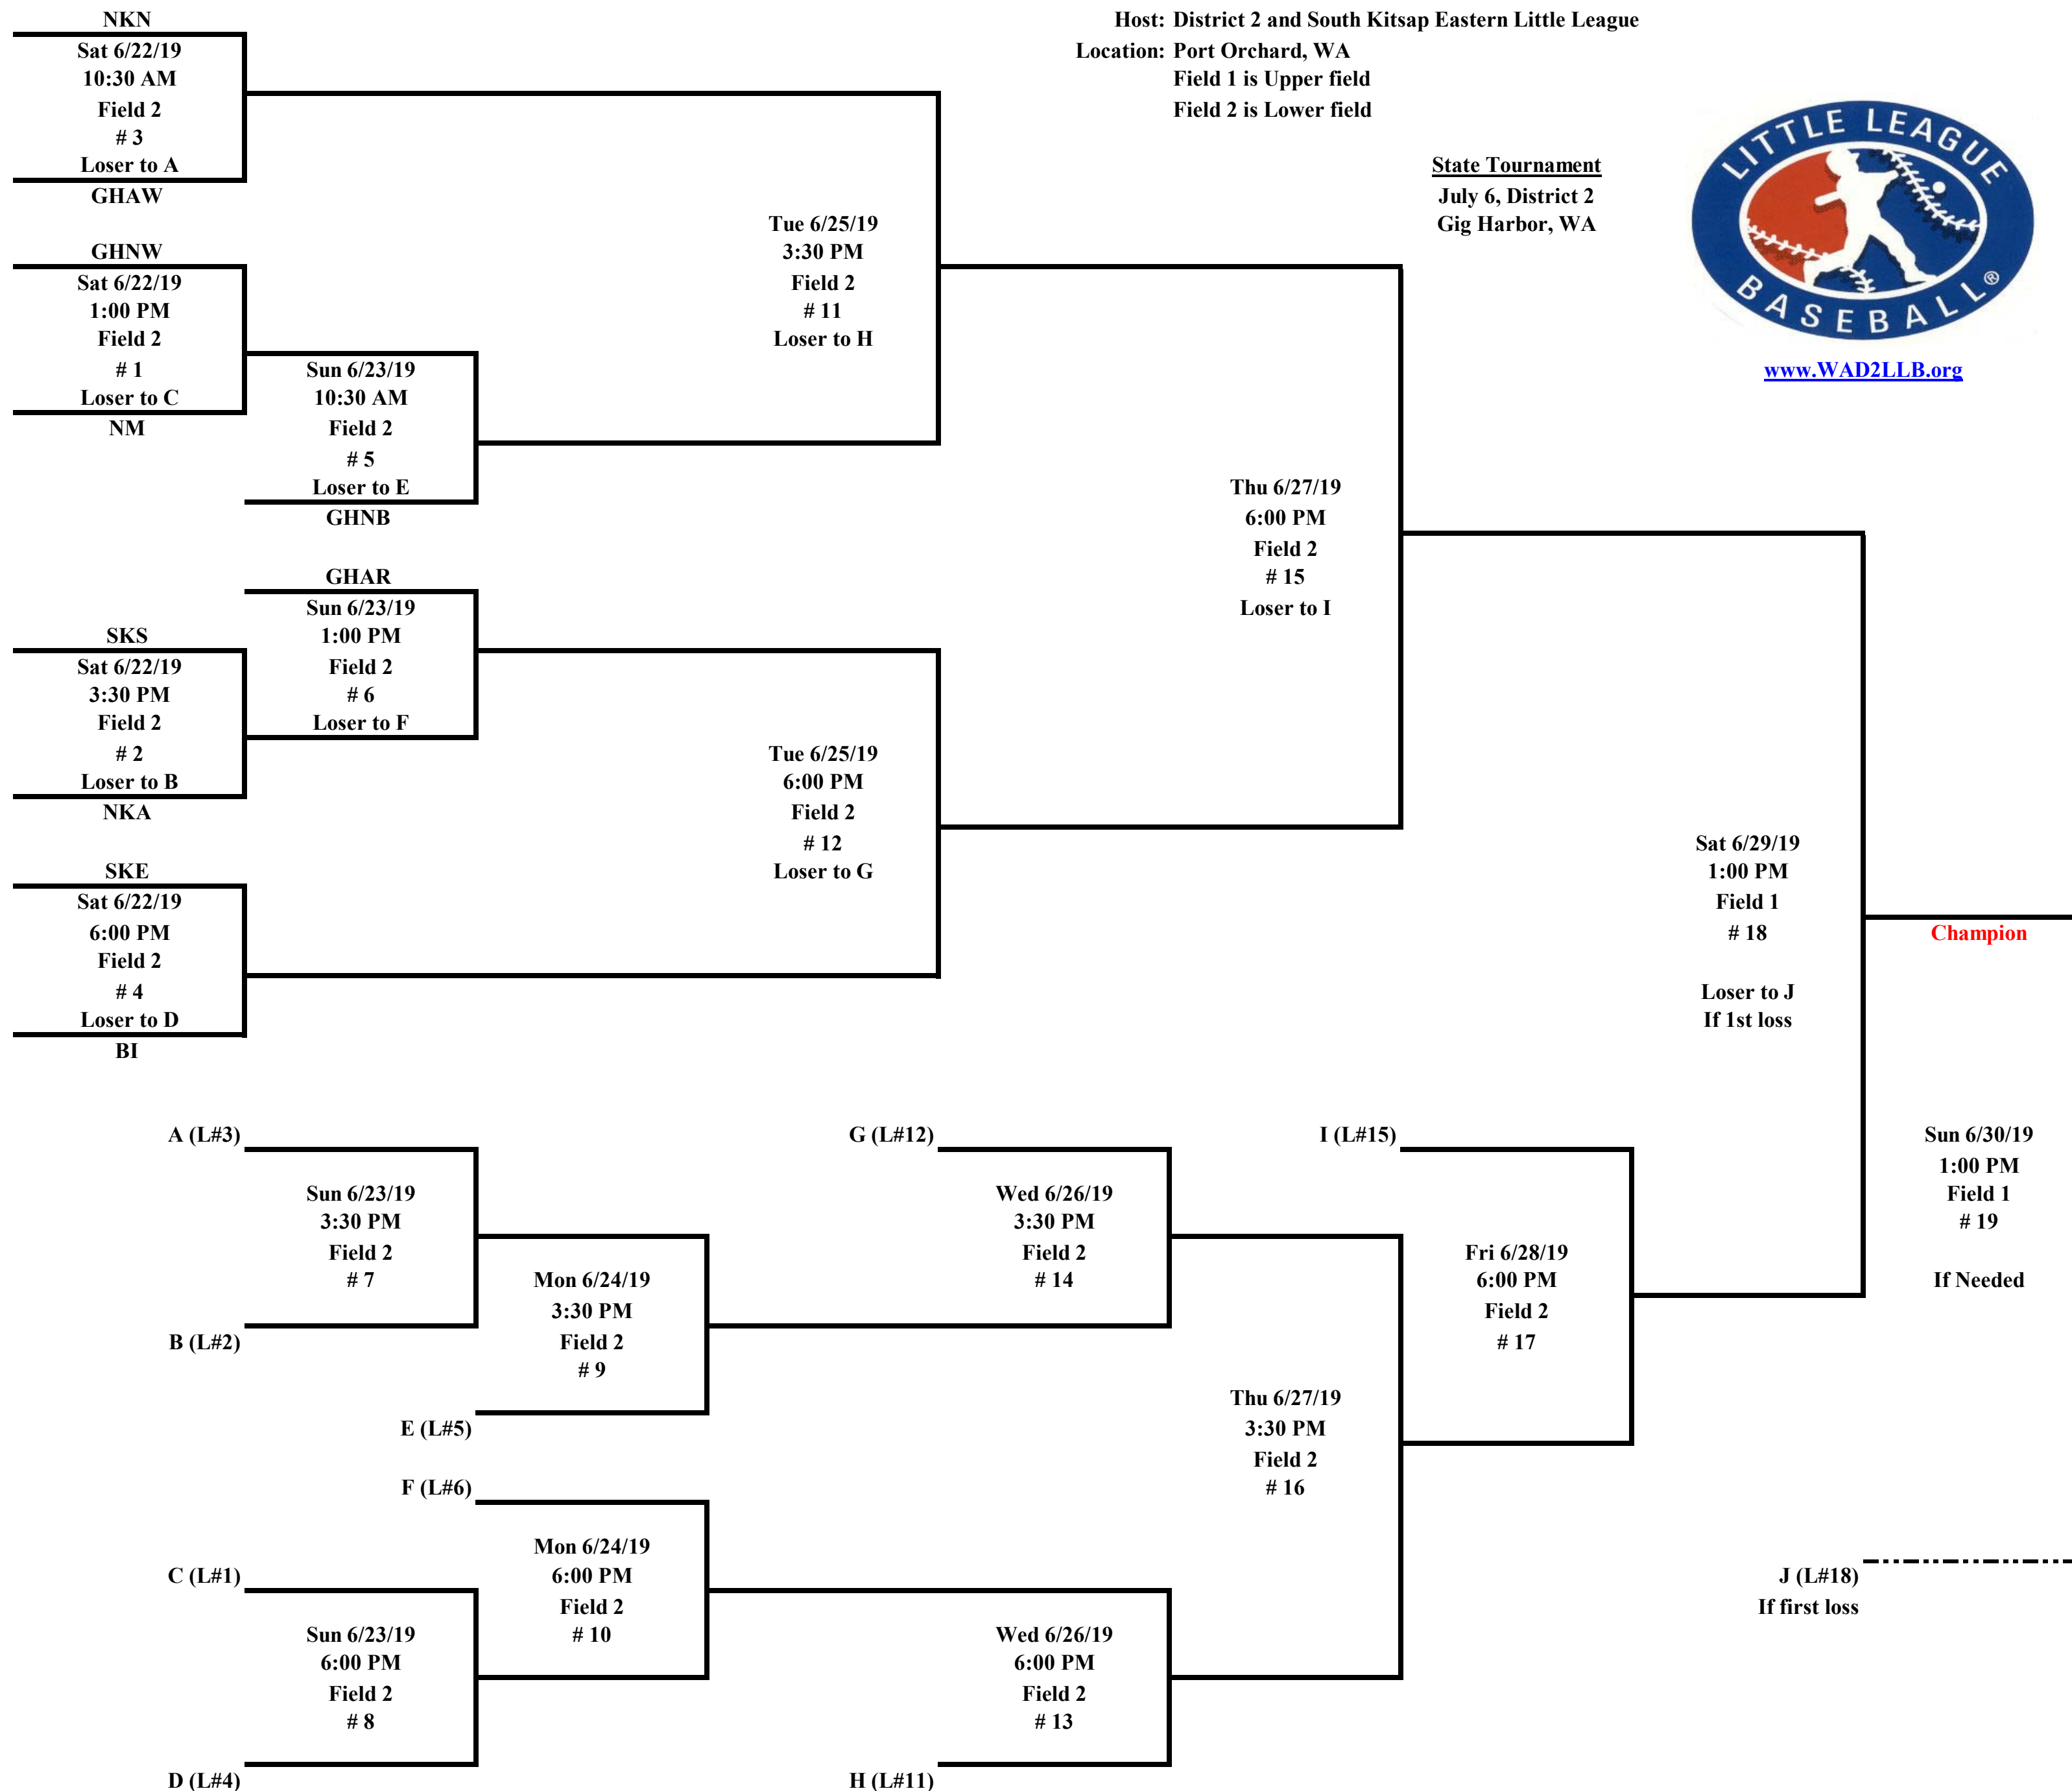 NKN
Sat 6/22/19
10:30 AM
Field 2
# 3
Loser to A
GHAW
GHNW
Sat 6/22/19
1:00 PM
Field 2
# 1
Loser to C
NM
Sun 6/23/19
10:30 AM
Field 2
# 5
Loser to E
GHNB
GHAR
Sun 6/23/19
1:00 PM
Field 2
# 6
Loser to F
SKS
Sat 6/22/19
3:30 PM
Field 2
# 2
Loser to B
NKA
SKE
Sat 6/22/19
6:00 PM
Field 2
# 4
Loser to D
BI
Tue 6/25/19
3:30 PM
Field 2
# 11
Loser to H
Tue 6/25/19
6:00 PM
Field 2
# 12
Loser to G
Host: District 2 and South Kitsap Eastern Little League
Location: Port Orchard, WA
Field 1 is Upper field
Field 2 is Lower field
State Tournament
July 6, District 2
Gig Harbor, WA
LITTLE LEAGUE
BASEBALL®
www.WAD2LLB.org
Thu 6/27/19
6:00 PM
Field 2
# 15
Loser to I
Sat 6/29/19
1:00 PM
Field 1
# 18
Loser to J
If 1st loss
Champion
A (L#3)
Sun 6/23/19
3:30 PM
Field 2
# 7
B (L#2)
Mon 6/24/19
3:30 PM
Field 2
# 9
E (L#5)
F (L#6)
Mon 6/24/19
6:00 PM
Field 2
# 10
C (L#1)
Sun 6/23/19
6:00 PM
Field 2
# 8
D (L#4)
G (L#12)
Wed 6/26/19
3:30 PM
Field 2
# 14
Wed 6/26/19
6:00 PM
Field 2
# 13
H (L#11)
Thu 6/27/19
3:30 PM
Field 2
# 16
I (L#15)
Fri 6/28/19
6:00 PM
Field 2
# 17
Sun 6/30/19
1:00 PM
Field 1
# 19
If Needed
J (L#18)
If first loss